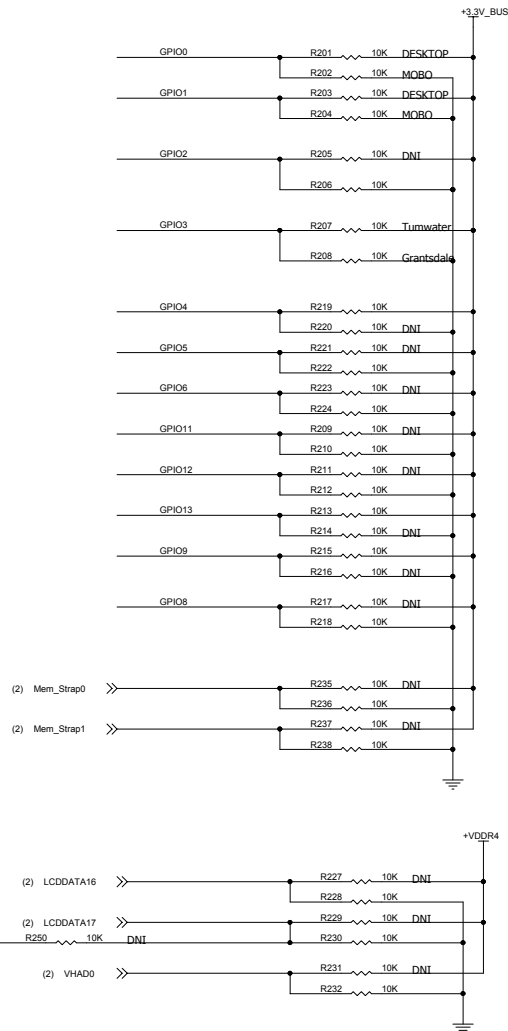 +3.3V_BUS
GPIO0 R201 10K DESKTOP
R202 10K MOBO
GPIO1 R203 10K DESKTOP
R204 10K MOBO
GPIO2 R205 10K DNI
R206 10K
GPIO3 R207 10K Tumwater
R208 10K Grantsdale
GPIO4 R219 10K
R220 10K DNI
GPIO5 R221 10K DNI
R222 10K
GPIO6 R223 10K DNI
R224 10K
GPIO11 R209 10K DNI
R210 10K
GPIO12 R211 10K DNI
R212 10K
GPIO13 R213 10K
R214 10K DNI
GPIO9 R215 10K
R216 10K DNI
GPIO8 R217 10K DNI
R218 10K
(2) Mem_Strap0 R235 10K DNI
R236 10K
(2) Mem_Strap1 R237 10K DNI
R238 10K
+VDDR4
(2) LCDDATA16 R227 10K DNI
R228 10K
(2) LCDDATA17 R229 10K DNI
R250 10K DNI R230 10K
(2) VHAD0 R231 10K DNI
R232 10K